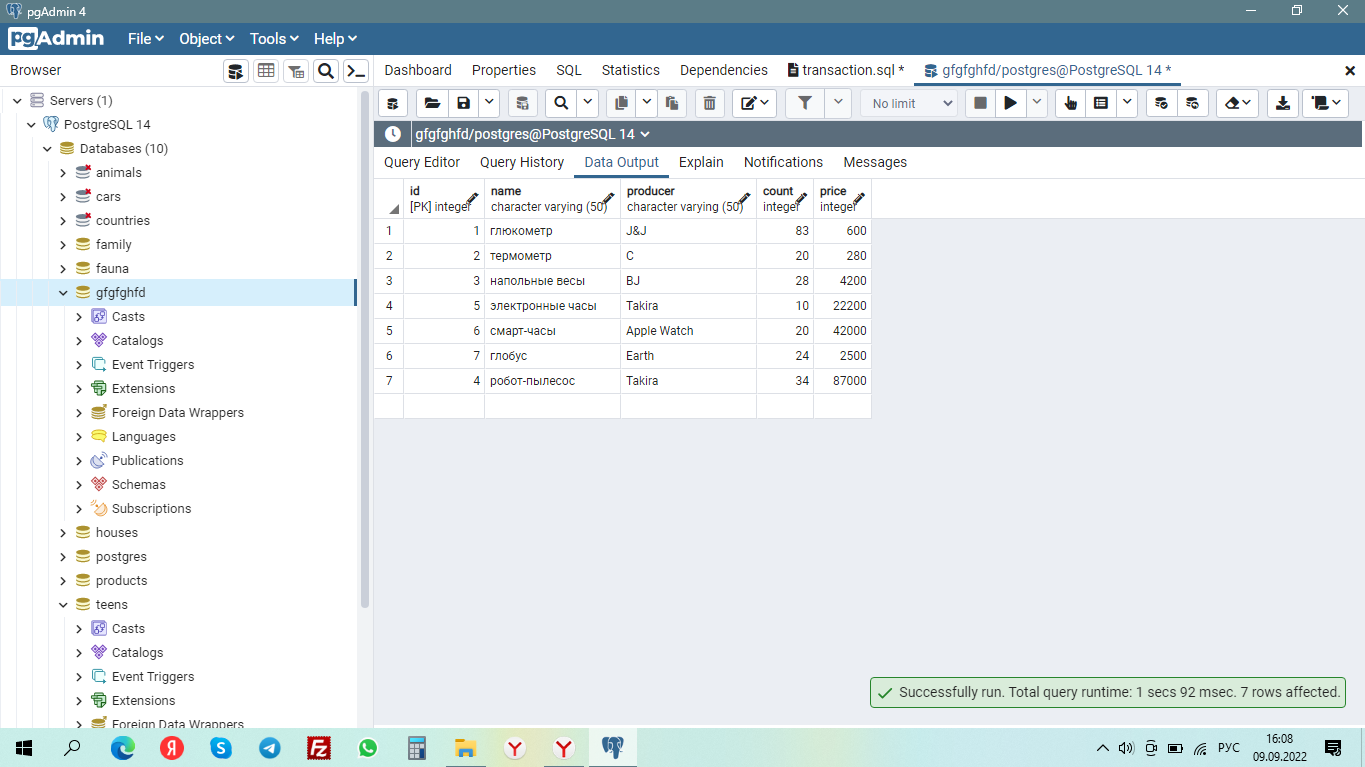 pgAdmin 4
pgAdmin File Object Tools Help
Browser
Dashboard Properties SQL Statistics Dependencies transaction.sql * gfgfghfd/postgres@PostgreSQL 14 *
No limit
gfgfghfd/postgres@PostgreSQL 14
Query Editor Query History Data Output Explain Notifications Messages
Servers (1)
PostgreSQL 14
Databases (10)
animals
cars
countries
family
fauna
gfgfghfd
Casts
Catalogs
Event Triggers
Extensions
Foreign Data Wrappers
Languages
Publications
Schemas
Subscriptions
houses
postgres
products
teens
Casts
Catalogs
Event Triggers
Extensions
Foreign Data Wrappers
id name producer count price
[PK] integer character varying (50) character varying (50) integer integer
1 1 глюкометр J&J 83 600
2 2 термометр C 20 280
3 3 напольные весы BJ 28 4200
4 5 электронные часы Takira 10 22200
5 6 смарт-часы Apple Watch 20 42000
6 7 глобус Earth 24 2500
7 4 робот-пылесос Takira 34 87000
Successfully run. Total query runtime: 1 secs 92 msec. 7 rows affected.
РУС
16:08
09.09.2022